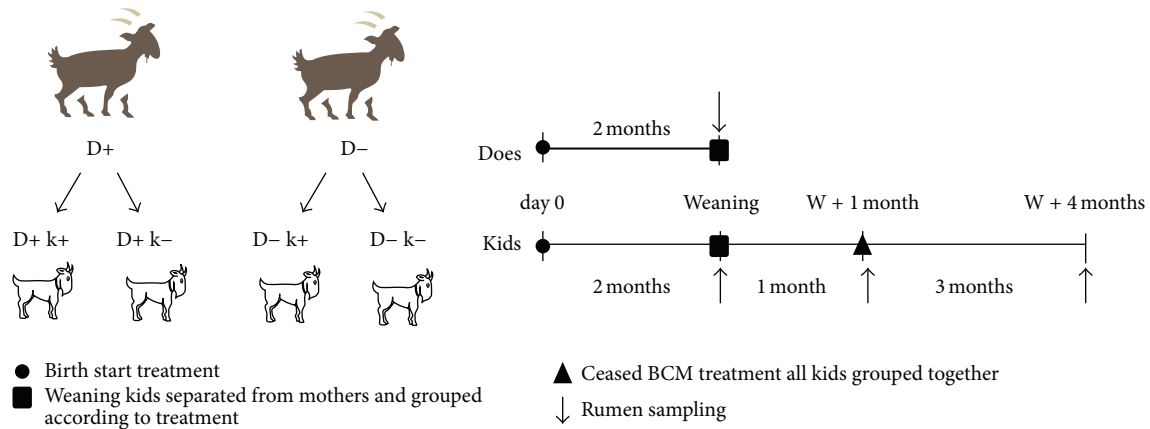 D+
D−
D+ k+
D+ k−
D− k+
D− k−
2 months
Does
day 0
Weaning
W + 1 month
W + 4 months
Kids
2 months
1 month
3 months
Birth start treatment
Weaning kids separated from mothers and grouped
according to treatment
Ceased BCM treatment all kids grouped together
Rumen sampling